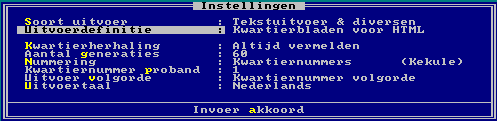 Instellingen
Soort uitvoer : Tekstuitvoer & diversen
Uitvoerdefinitie : Kwartierbladen voor HTML
Kwartierherhaling : Altijd vermelden
Aantal generaties : 60
Nummering : Kwartiernummers (Kekule)
Kwartiernummer proband : 1
Uitvoer volgorde : Kwartiernummer volgorde
Uitvoertaal : Nederlands
Invoer akkoord